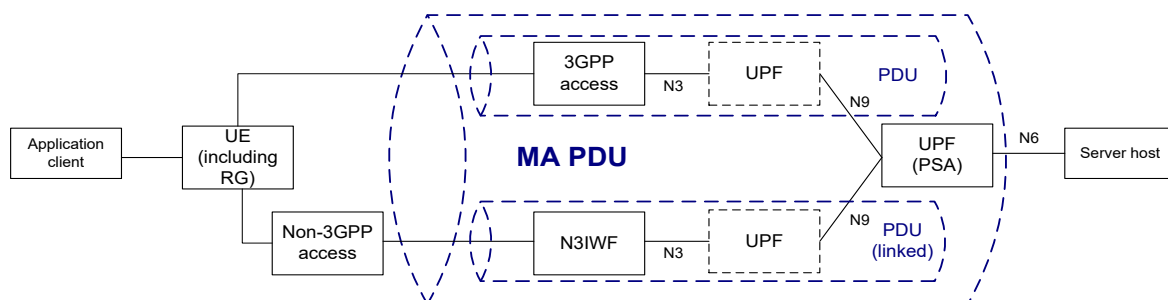 3GPP
access
N3
UPF
PDU
N9
Application
client
UE
(including
RG)
MA PDU
UPF
(PSA)
N6
Server host
Non-3GPP
access
N3IWF
N3
UPF
N9
PDU
(linked)